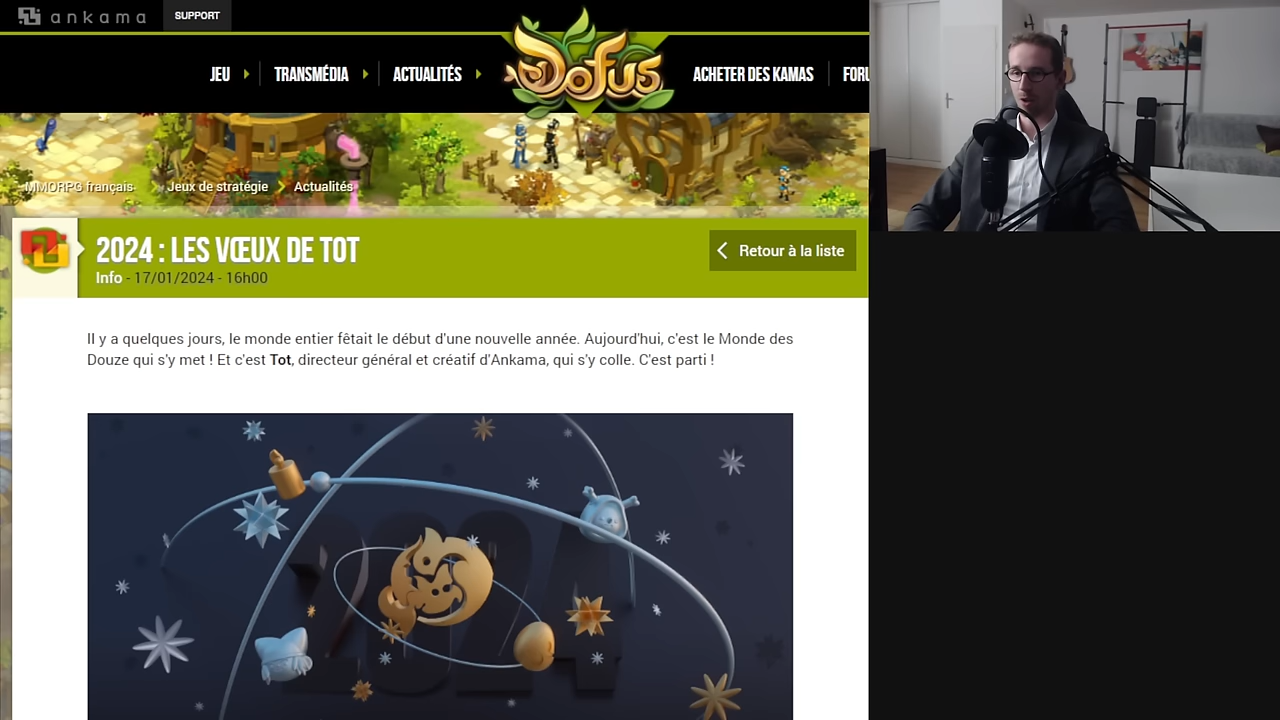 ankama
SUPPORT
JEU
TRANSMÉDIA
ACTUALITÉS
Dofus
ACHETER DES KAMAS
FORU
MMORPG français
Jeux de stratégie
Actualités
2024 : LES VŒUX DE TOT
Info - 17/01/2024 - 16h00
Retour à la liste
Il y a quelques jours, le monde entier fêtait le début d'une nouvelle année. Aujourd'hui, c'est le Monde des
Douze qui s'y met ! Et c'est Tot, directeur général et créatif d'Ankama, qui s'y colle. C'est parti !
2024